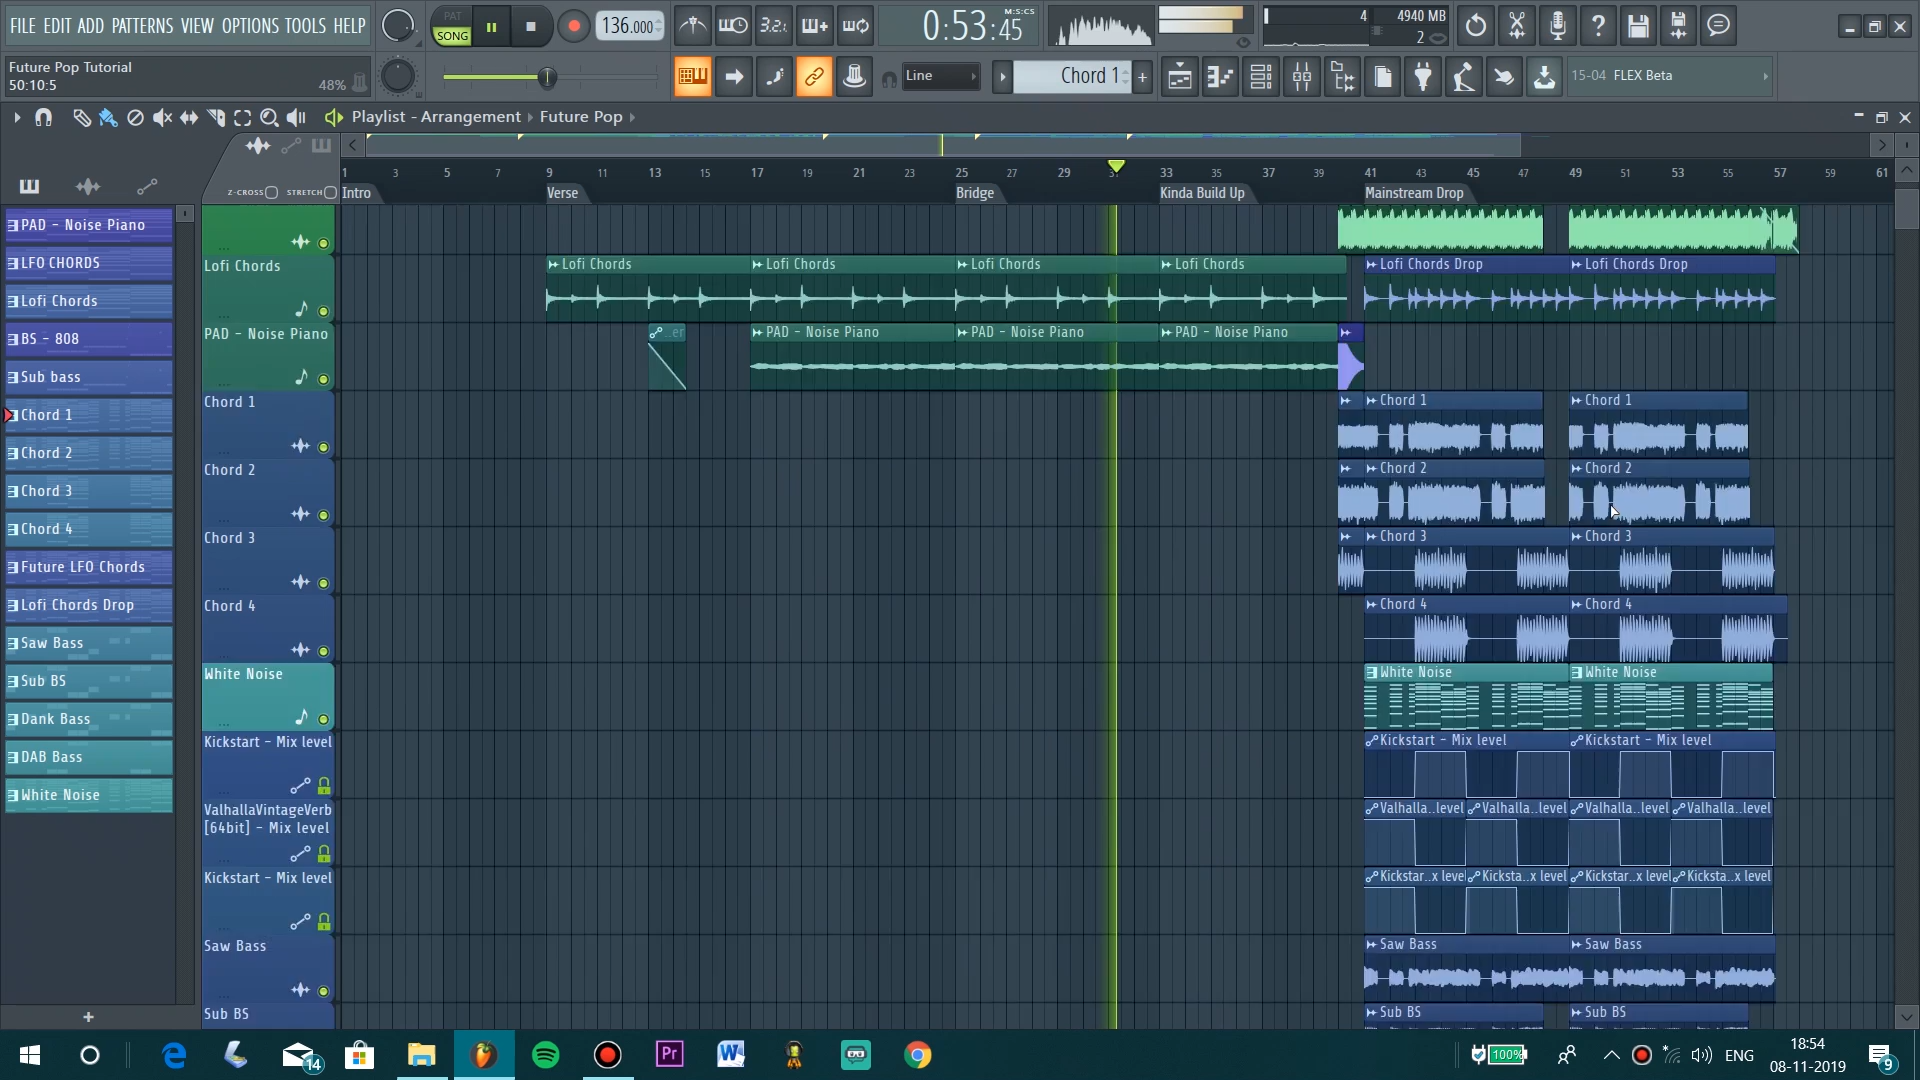 FILE EDIT ADD PATTERNS VIEW OPTIONS TOOLS HELP
PAT
SONG
136.000
3.2.1
0:53:45
M:S:CS
4
4940 MB
2
Future Pop Tutorial
50:10:5
48%
Line
Chord 1
+
15-04 FLEX Beta
Playlist - Arrangement › Future Pop ›
Z-CROSS
STRETCH
1 3 5 7 9 11 13 15 17 19 21 23 25 27 29 33 35 37 39 41 43 45 47 49 51 53 55 57 59 61
Intro
Verse
Bridge
Kinda Build Up
Mainstream Drop
PAD - Noise Piano
LFO CHORDS
Lofi Chords
BS - 808
Sub bass
Chord 1
Chord 2
Chord 3
Chord 4
Future LFO Chords
Lofi Chords Drop
Saw Bass
Sub BS
Dank Bass
DAB Bass
White Noise
+
Lofi Chords
Lofi Chords
Lofi Chords
Lofi Chords
Lofi Chords
Lofi Chords Drop
Lofi Chords Drop
PAD - Noise Piano
..er
PAD - Noise Piano
PAD - Noise Piano
PAD - Noise Piano
Chord 1
Chord 1
Chord 1
Chord 2
Chord 2
Chord 2
Chord 3
Chord 3
Chord 3
Chord 4
Chord 4
Chord 4
White Noise
White Noise
White Noise
Kickstart - Mix level
Kickstart - Mix level
Kickstart - Mix level
ValhallaVintageVerb
[64bit] - Mix level
Valhalla..level
Valhalla..level
Valhalla..level
Valhalla..level
Kickstart - Mix level
Kickstar..x level
Kicksta..x level
Kickstar..x level
Kicksta..x level
Saw Bass
Saw Bass
Saw Bass
Sub BS
Sub BS
Sub BS
14
Pr
100%
ENG
18:54
08-11-2019
9